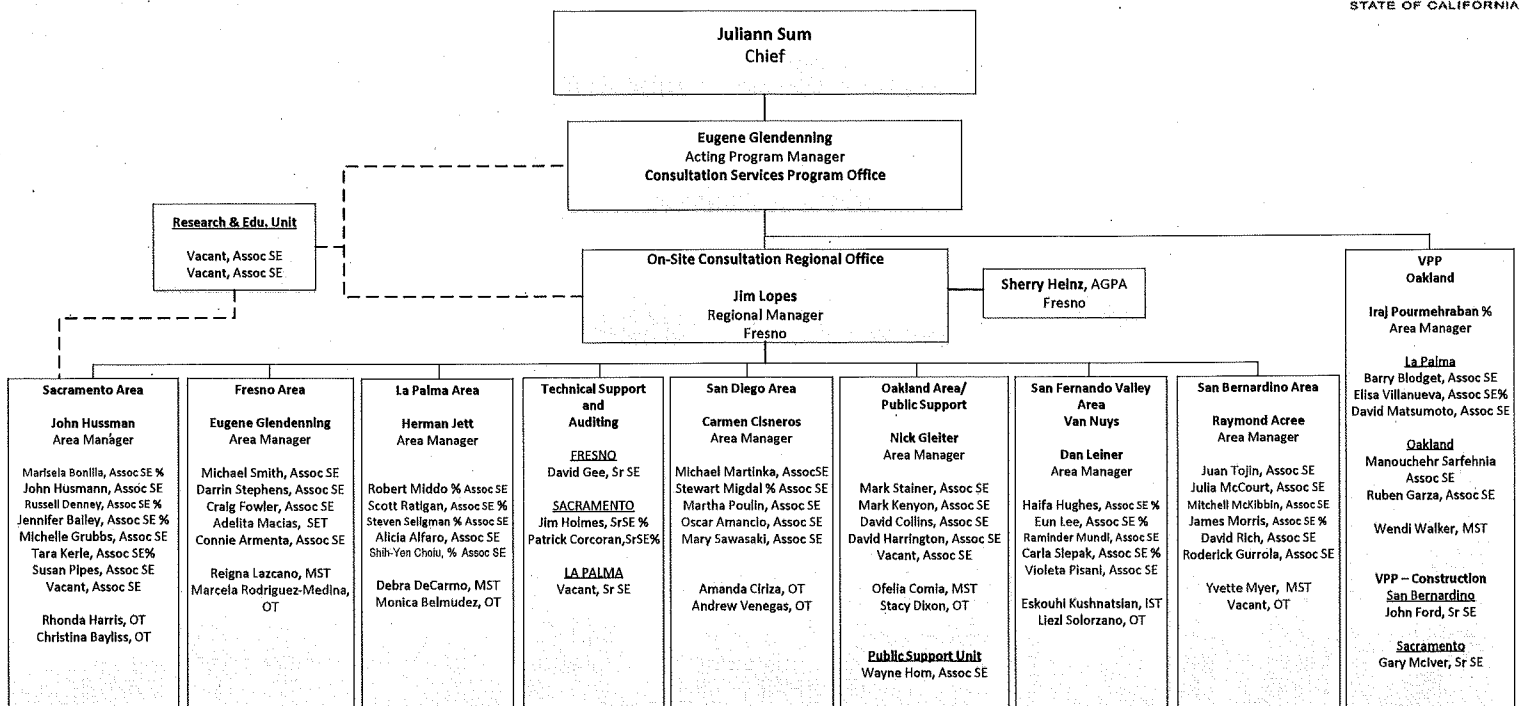 STATE OF CALIFORNIA
Juliann Sum
Chief
Eugene Glendenning
Acting Program Manager
Consultation Services Program Office
Research & Edu. Unit
Vacant, Assoc SE
Vacant, Assoc SE
On-Site Consultation Regional Office
Jim Lopes
Regional Manager
Fresno
Sherry Heinz, AGPA
Fresno
VPP
Oakland
Iraj Pourmehraban %
Area Manager
La Palma
Barry Blodget, Assoc SE
Elisa Villanueva, Assoc SE%
David Matsumoto, Assoc SE
Oakland
Manouchehr Sarfehnia
Assoc SE
Ruben Garza, Assoc SE
Wendi Walker, MST
VPP – Construction
San Bernardino
John Ford, Sr SE
Sacramento
Gary McIver, Sr SE
Sacramento Area
John Hussman
Area Manager
Marisela Bonilla, Assoc SE %
John Husmann, Assoc SE
Russell Denney, Assoc SE %
Jennifer Bailey, Assoc SE %
Michelle Grubbs, Assoc SE
Tara Kerle, Assoc SE%
Susan Pipes, Assoc SE
Vacant, Assoc SE
Rhonda Harris, OT
Christina Bayliss, OT
Fresno Area
Eugene Glendenning
Area Manager
Michael Smith, Assoc SE
Darrin Stephens, Assoc SE
Craig Fowler, Assoc SE
Adelita Macias, SET
Connie Armenta, Assoc SE
Reigna Lazcano, MST
Marcela Rodriguez-Medina,
OT
La Palma Area
Herman Jett
Area Manager
Robert Middo % Assoc SE
Scott Ratigan, Assoc SE %
Steven Seligman % Assoc SE
Alicia Alfaro, Assoc SE
Shih-Yen Choiu, % Assoc SE
Debra DeCarmo, MST
Monica Belmudez, OT
Technical Support
and
Auditing
FRESNO
David Gee, Sr SE
SACRAMENTO
Jim Holmes, SrSE %
Patrick Corcoran,SrSE%
LA PALMA
Vacant, Sr SE
San Diego Area
Carmen Cisneros
Area Manager
Michael Martinka, AssocSE
Stewart Migdal % Assoc SE
Martha Poulin, Assoc SE
Oscar Amancio, Assoc SE
Mary Sawasaki, Assoc SE
Amanda Ciriza, OT
Andrew Venegas, OT
Oakland Area/
Public Support
Nick Gleiter
Area Manager
Mark Stainer, Assoc SE
Mark Kenyon, Assoc SE
David Collins, Assoc SE
David Harrington, Assoc SE
Vacant, Assoc SE
Ofelia Comia, MST
Stacy Dixon, OT
Public Support Unit
Wayne Hom, Assoc SE
San Fernando Valley
Area
Van Nuys
Dan Leiner
Area Manager
Haifa Hughes, Assoc SE %
Eun Lee, Assoc SE %
Raminder Mundi, Assoc SE
Carla Slepak, Assoc SE %
Violeta Pisani, Assoc SE
Eskouhi Kushnatsian, IST
Liezl Solorzano, OT
San Bernardino Area
Raymond Acree
Area Manager
Juan Tojin, Assoc SE
Julia McCourt, Assoc SE
Mitchell McKibbin, Assoc SE
James Morris, Assoc SE %
David Rich, Assoc SE
Roderick Gurrola, Assoc SE
Yvette Myer, MST
Vacant, OT